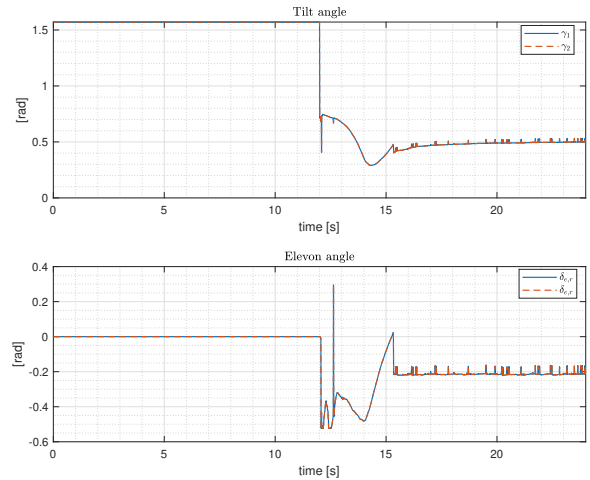 Tilt angle
1.5
1
0.5
0
[rad]
γ₁
γ₂
0 5 10 15 20
time [s]
Elevon angle
0.4
0.2
0
-0.2
-0.4
-0.6
[rad]
δe,r
δe,r
0 5 10 15 20
time [s]